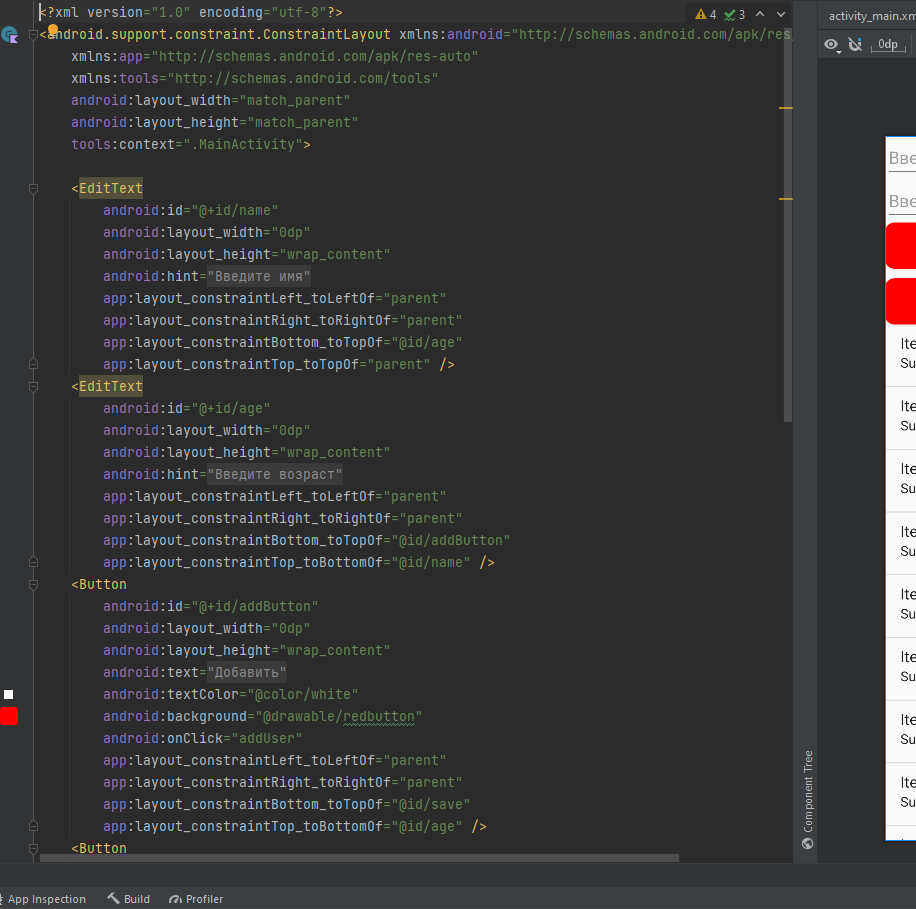 <?xml version="1.0" encoding="utf-8"?>
4 3
<android.support.constraint.ConstraintLayout xmlns:android="http://schemas.android.com/apk/res
xmlns:app="http://schemas.android.com/apk/res-auto"
xmlns:tools="http://schemas.android.com/tools"
android:layout_width="match_parent"
android:layout_height="match_parent"
tools:context=".MainActivity">
<EditText
android:id="@+id/name"
android:layout_width="0dp"
android:layout_height="wrap_content"
android:hint="Введите имя"
app:layout_constraintLeft_toLeftOf="parent"
app:layout_constraintRight_toRightOf="parent"
app:layout_constraintBottom_toTopOf="@id/age"
app:layout_constraintTop_toTopOf="parent" />
<EditText
android:id="@+id/age"
android:layout_width="0dp"
android:layout_height="wrap_content"
android:hint="Введите возраст"
app:layout_constraintLeft_toLeftOf="parent"
app:layout_constraintRight_toRightOf="parent"
app:layout_constraintBottom_toTopOf="@id/addButton"
app:layout_constraintTop_toBottomOf="@id/name" />
<Button
android:id="@+id/addButton"
android:layout_width="0dp"
android:layout_height="wrap_content"
android:text="Добавить"
android:textColor="@color/white"
android:background="@drawable/redbutton"
android:onClick="addUser"
app:layout_constraintLeft_toLeftOf="parent"
app:layout_constraintRight_toRightOf="parent"
app:layout_constraintBottom_toTopOf="@id/save"
app:layout_constraintTop_toBottomOf="@id/age" />
<Button
activity_main.xm
0dp
Вве
Вве
Ite
Su
Ite
Su
Ite
Su
Ite
Su
Ite
Su
Ite
Su
Ite
Su
Ite
Su
Component Tree
App Inspection
Build
Profiler